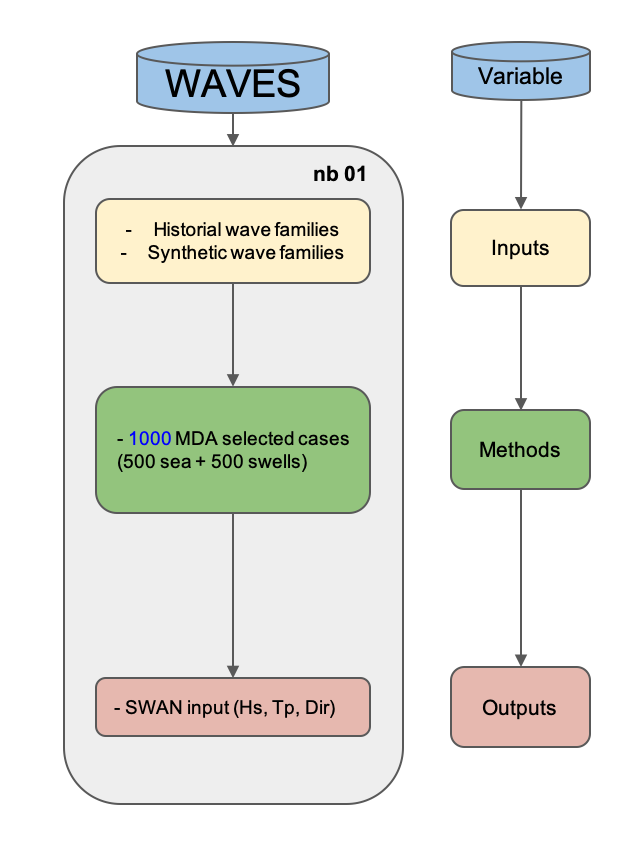 WAVES
nb 01
- Historial wave families
- Synthetic wave families
- 1000 MDA selected cases
(500 sea + 500 swells)
- SWAN input (Hs, Tp, Dir)
Variable
Inputs
Methods
Outputs